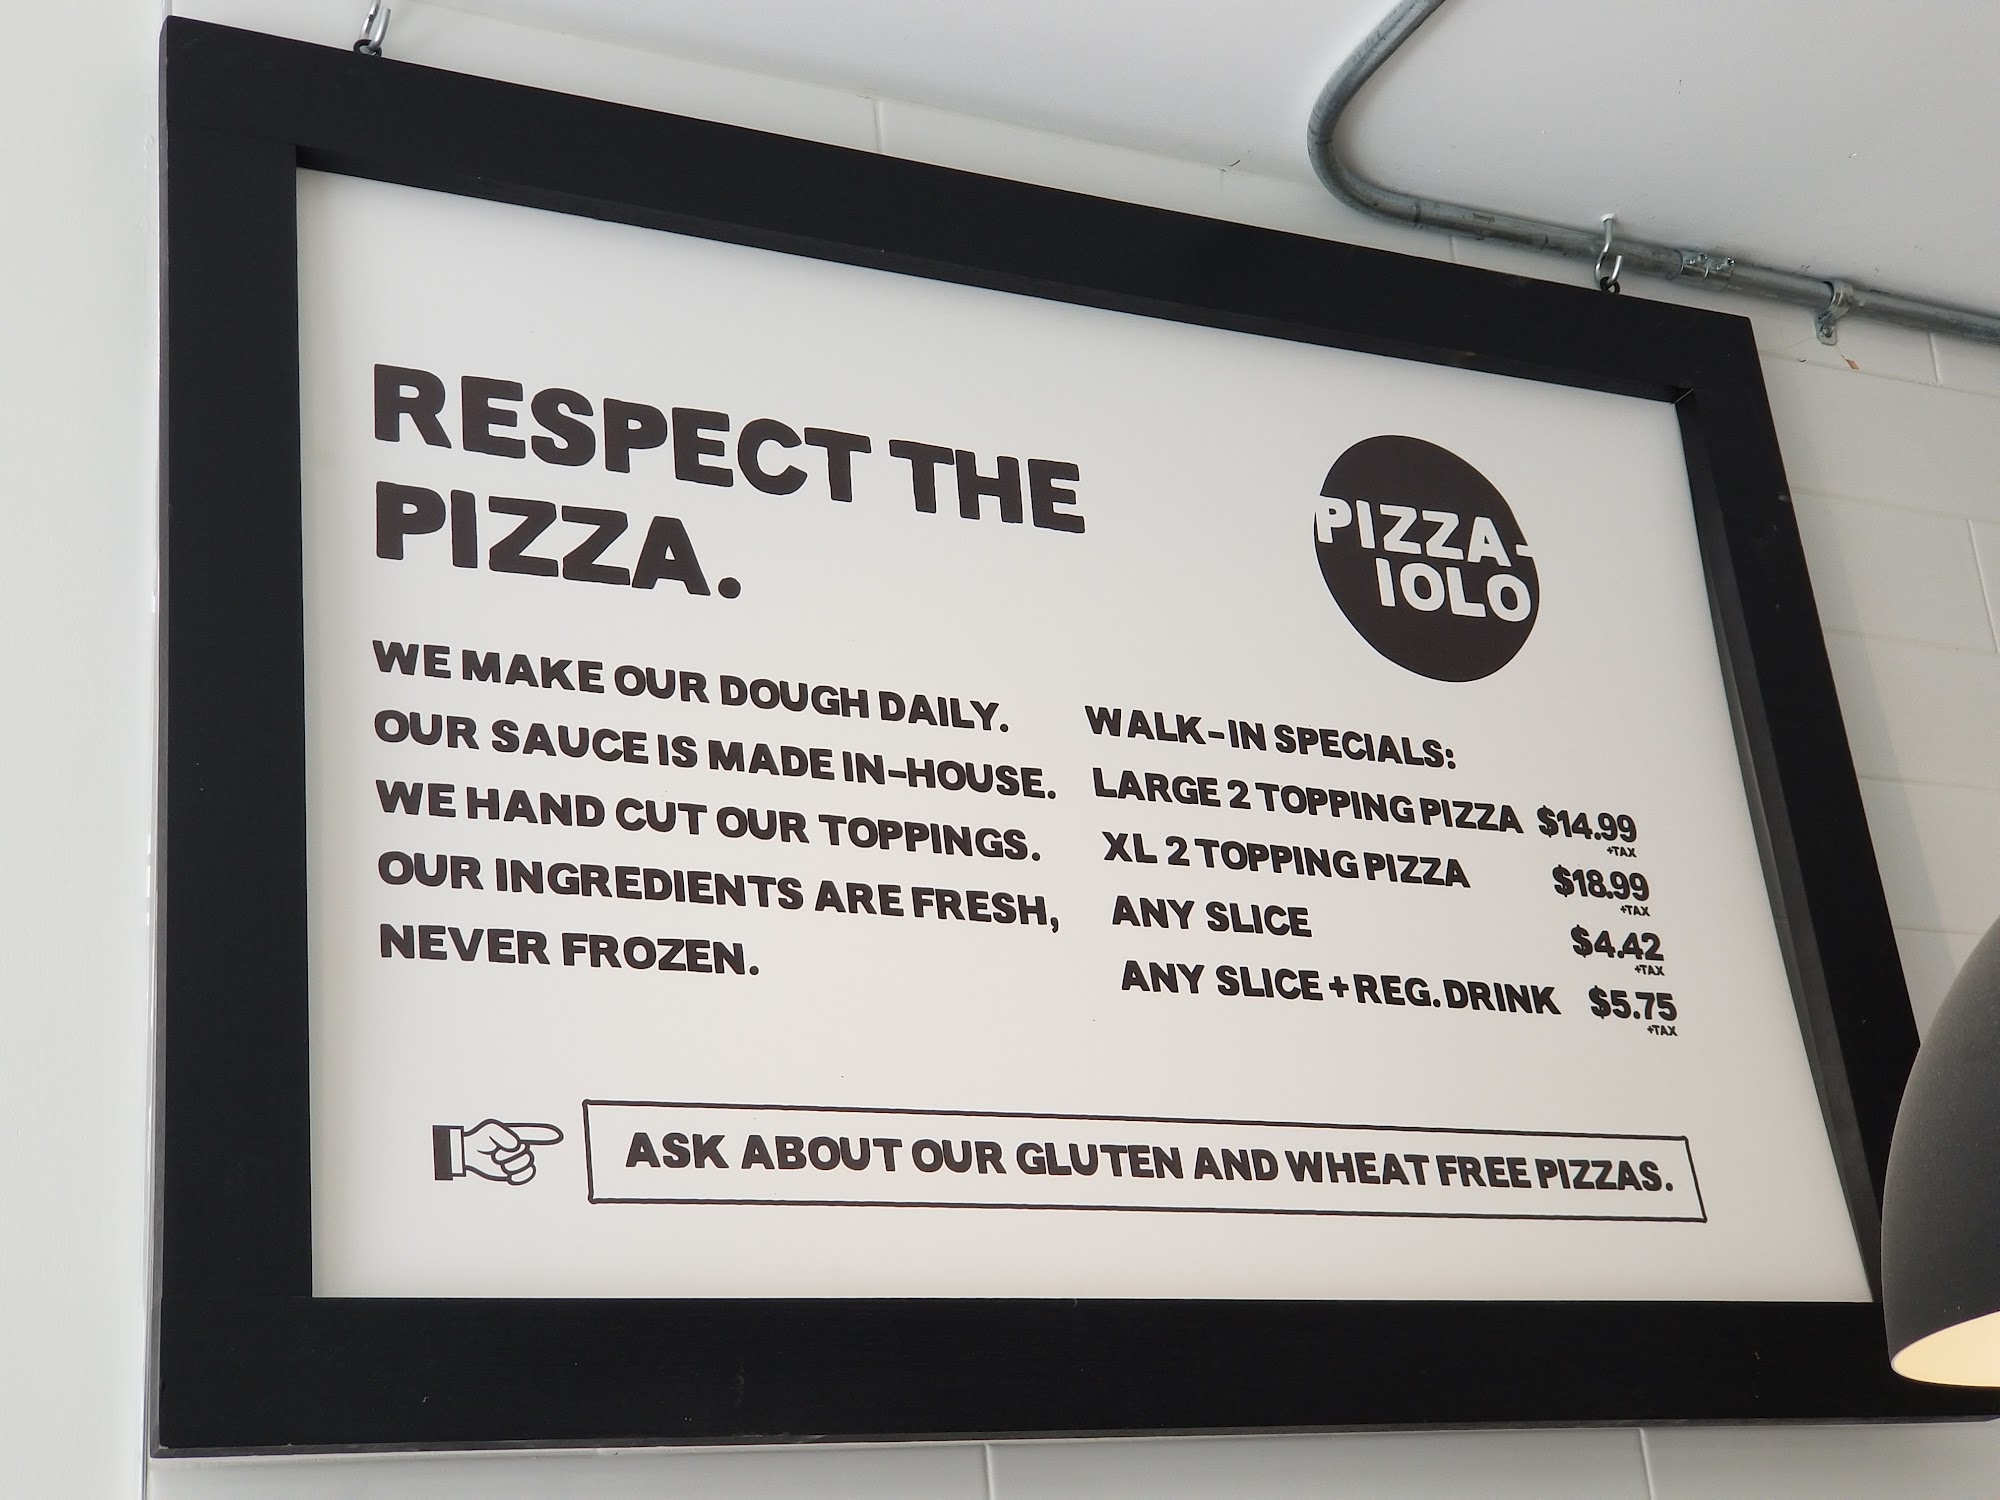 RESPECT THE
PIZZA.
PIZZA-
IOLO
WE MAKE OUR DOUGH DAILY.
OUR SAUCE IS MADE IN-HOUSE.
WE HAND CUT OUR TOPPINGS.
OUR INGREDIENTS ARE FRESH,
NEVER FROZEN.
WALK-IN SPECIALS:
LARGE 2 TOPPING PIZZA $14.99
+TAX
XL 2 TOPPING PIZZA $18.99
+TAX
ANY SLICE $4.42
+TAX
ANY SLICE + REG. DRINK $5.75
+TAX
ASK ABOUT OUR GLUTEN AND WHEAT FREE PIZZAS.